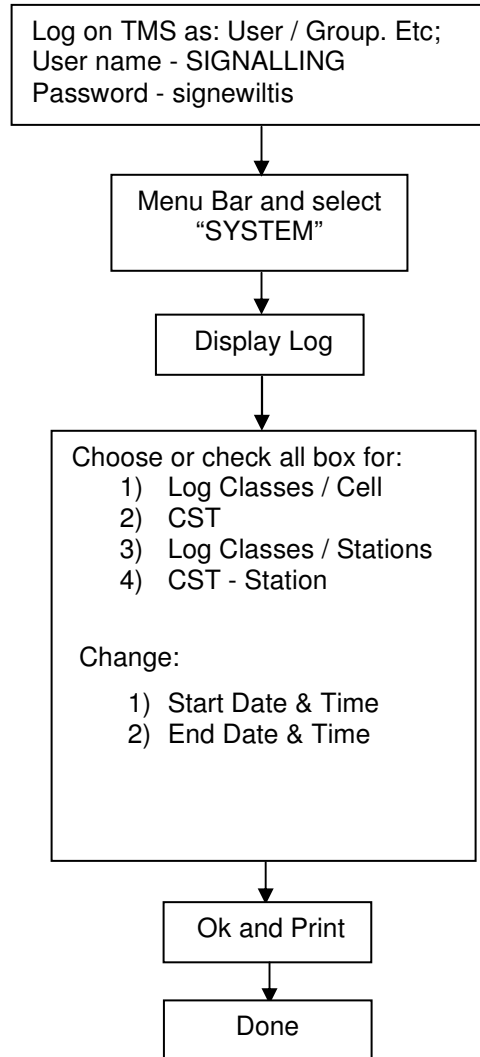 Log on TMS as: User / Group. Etc;
User name - SIGNALLING
Password - signewiltis
Menu Bar and select
“SYSTEM”
Display Log
Choose or check all box for:
1) Log Classes / Cell
2) CST
3) Log Classes / Stations
4) CST - Station
Change:
1) Start Date & Time
2) End Date & Time
Ok and Print
Done